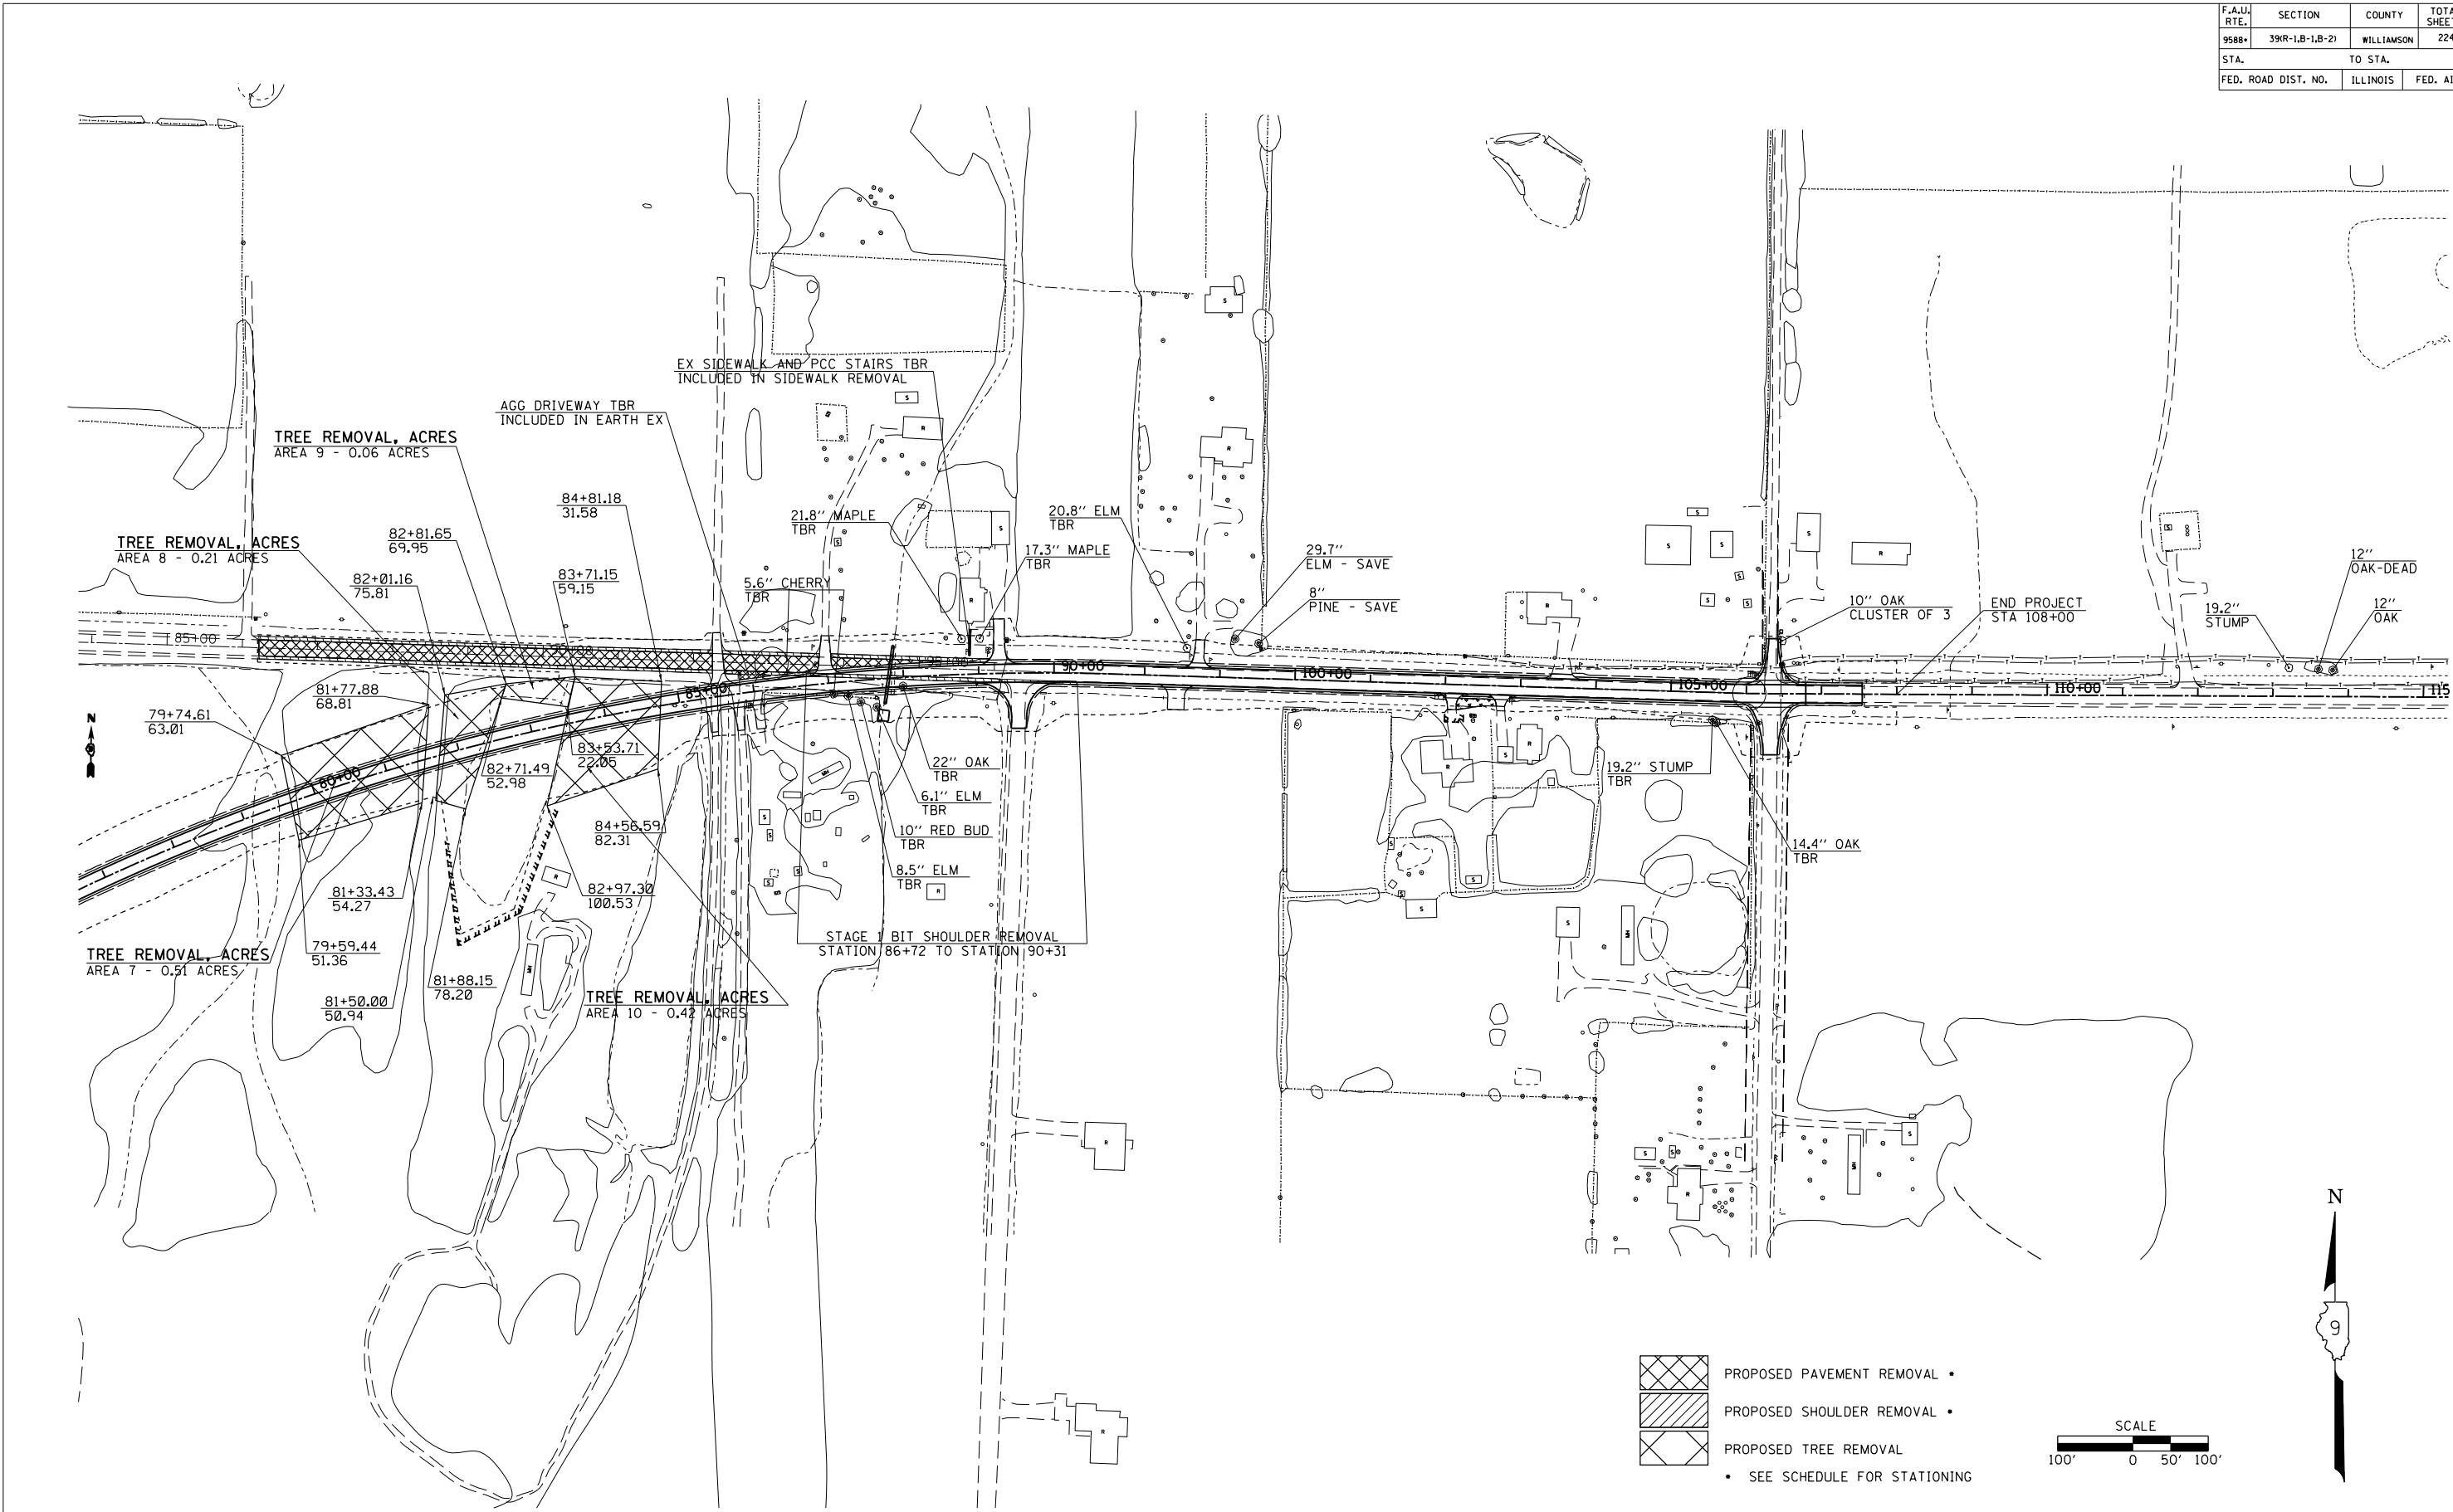 F.A.U. RTE. SECTION COUNTY
9588* 39(R-1,B-1,B-2) WILLIAMSON 224
STA. TO STA.
FED. ROAD DIST. NO. ILLINOIS FED.
EX SIDEWALK AND PCC STAIRS TBR
INCLUDED IN SIDEWALK REMOVAL
AGG DRIVEWAY TBR
INCLUDED IN EARTH EX
TREE REMOVAL, ACRES
AREA 9 - 0.06 ACRES
84+81.18
31.58
21.8" MAPLE
TBR
20.8" ELM
TBR
82+81.65
69.95
TREE REMOVAL, ACRES
AREA 8 - 0.21 ACRES
17.3" MAPLE
TBR
29.7"
ELM - SAVE
12"
OAK-DEAD
82+01.16
75.81
83+71.15
59.15
5.6" CHERRY
TBR
8"
PINE - SAVE
10" OAK
CLUSTER OF 3
END PROJECT
STA 108+00
19.2"
STUMP
12"
OAK
85+00
90+00
100+00
105+00
110+00
115
85+00
80+00
81+77.88
68.81
79+74.61
63.01
N
83+53.71
22.05
82+71.49
52.98
22" OAK
TBR
19.2" STUMP
TBR
6.1" ELM
TBR
84+56.59
82.31
10" RED BUD
TBR
14.4" OAK
TBR
8.5" ELM
TBR
81+33.43
54.27
82+97.30
100.53
STAGE 1 BIT SHOULDER REMOVAL
STATION 86+72 TO STATION 90+31
79+59.44
51.36
TREE REMOVAL, ACRES
AREA 7 - 0.51 ACRES
81+88.15
78.20
81+50.00
50.94
TREE REMOVAL, ACRES
AREA 10 - 0.42 ACRES
N
9
PROPOSED PAVEMENT REMOVAL *
PROPOSED SHOULDER REMOVAL *
PROPOSED TREE REMOVAL
* SEE SCHEDULE FOR STATIONING
SCALE
100' 0 50' 100'